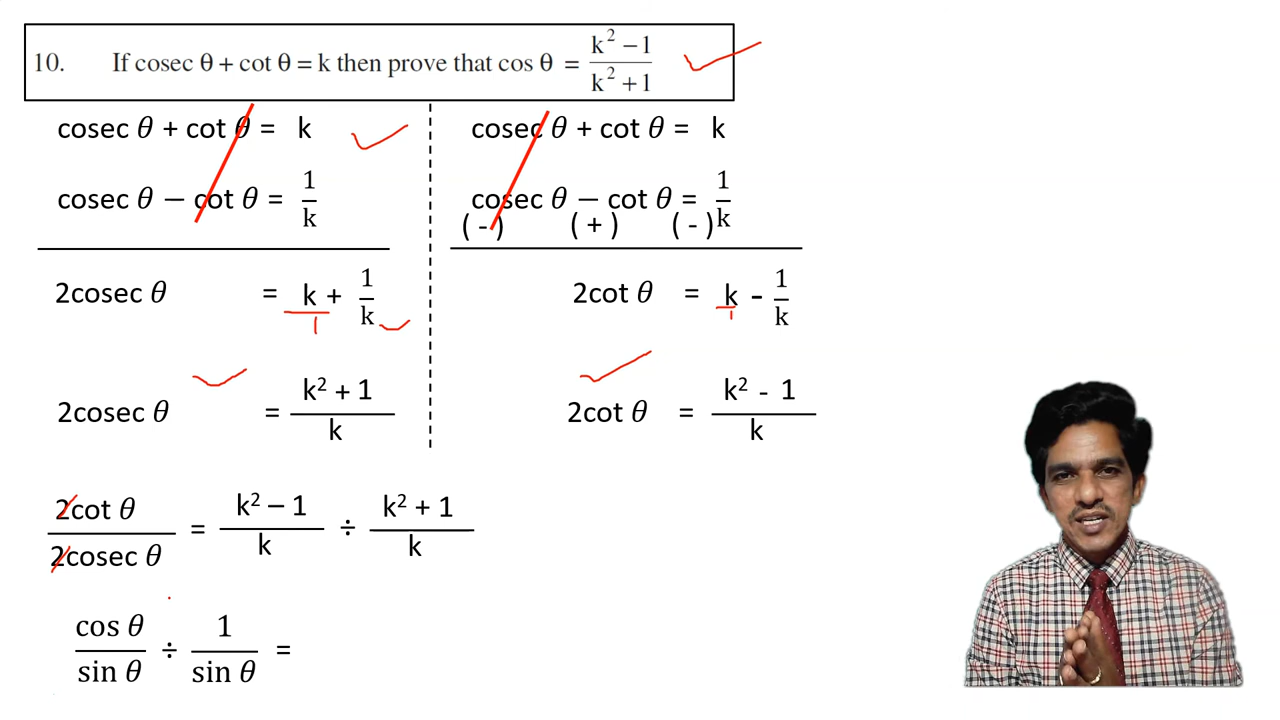 10. If cosec θ + cot θ = k then prove that cos θ = (k² − 1)/(k² + 1)
cosec θ + cot θ = k
cosec θ − cot θ = 1/k
2cosec θ = k + 1/k
1
2cosec θ = (k² + 1)/k
cosec θ + cot θ = k
cosec θ − cot θ = 1/k
( - ) ( + ) ( - )
2cot θ = k - 1/k
1
2cot θ = (k² - 1)/k
2cot θ/2cosec θ = (k² – 1)/k ÷ (k² + 1)/k
cos θ/sin θ ÷ 1/sin θ =